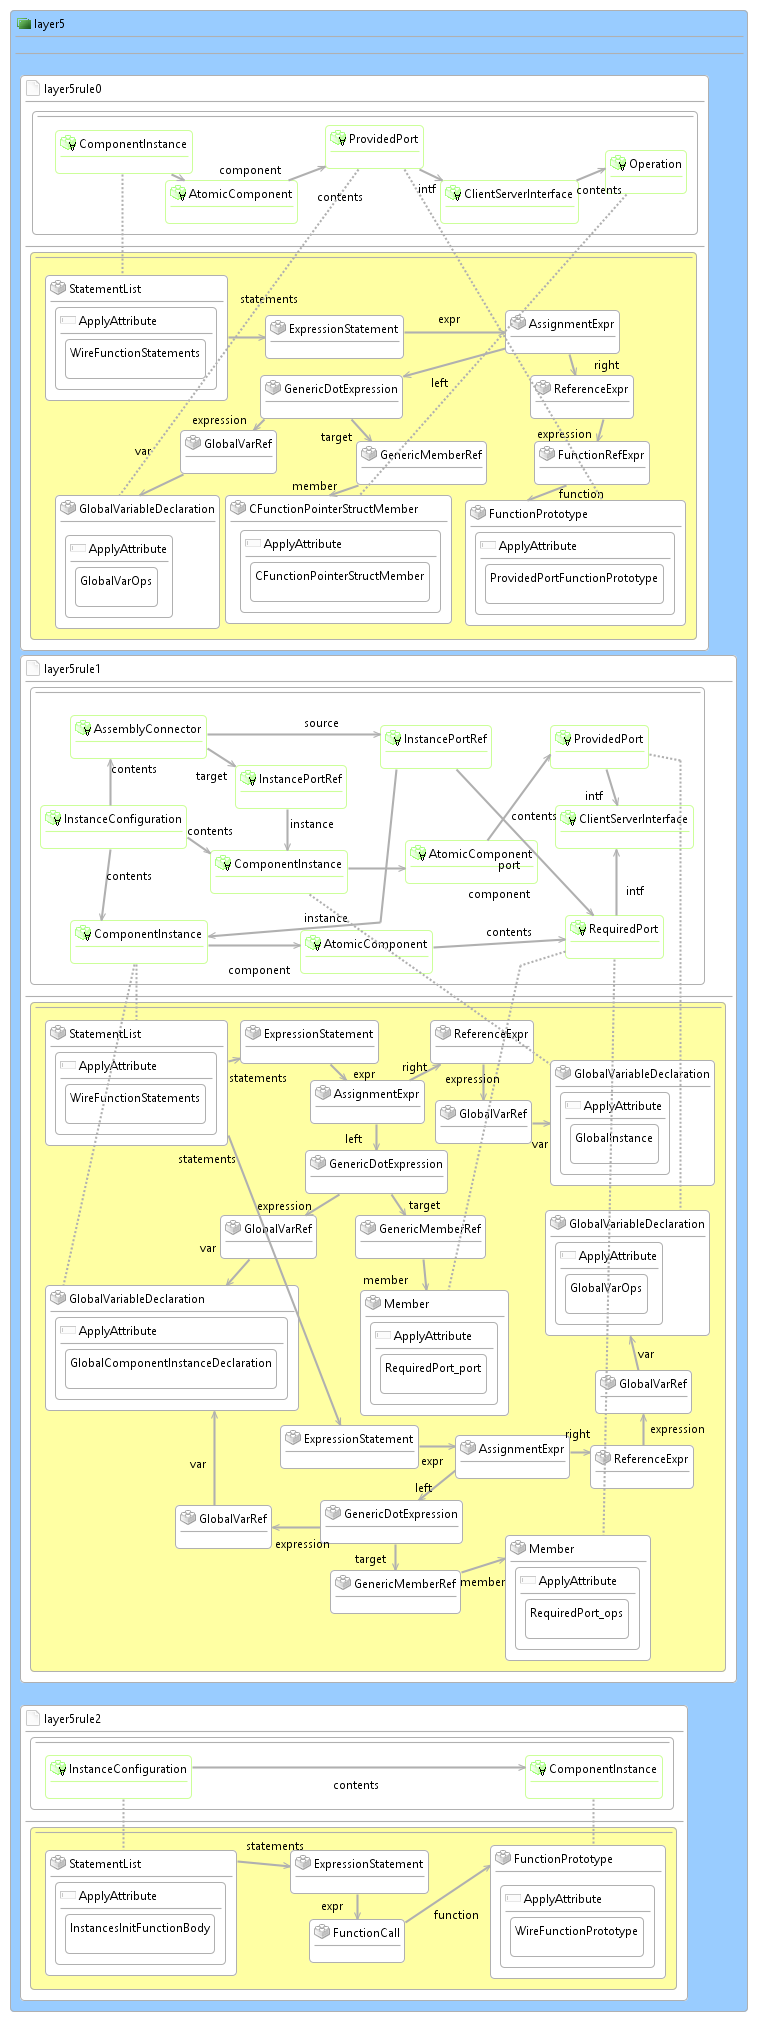 layer5
layer5rule0
ComponentInstance
ProvidedPort
Operation
component
AtomicComponent
contents
intf
ClientServerInterface
contents
StatementList
ApplyAttribute
WireFunctionStatements
statements
ExpressionStatement
expr
AssignmentExpr
right
left
GenericDotExpression
ReferenceExpr
expression
target
expression
GlobalVarRef
var
GenericMemberRef
FunctionRefExpr
member
function
GlobalVariableDeclaration
ApplyAttribute
GlobalVarOps
CFunctionPointerStructMember
ApplyAttribute
CFunctionPointerStructMember
FunctionPrototype
ApplyAttribute
ProvidedPortFunctionPrototype
layer5rule1
AssemblyConnector
source
InstancePortRef
ProvidedPort
contents
target
InstancePortRef
intf
InstanceConfiguration
contents
instance
contents
ClientServerInterface
ComponentInstance
AtomicComponent
port
contents
component
intf
instance
ComponentInstance
component
AtomicComponent
contents
RequiredPort
StatementList
ApplyAttribute
WireFunctionStatements
ExpressionStatement
statements
expr
right
ReferenceExpr
expression
AssignmentExpr
GlobalVarRef
var
GlobalVariableDeclaration
ApplyAttribute
GlobalInstance
left
statements
GenericDotExpression
expression
target
GlobalVarRef
var
GenericMemberRef
member
GlobalVariableDeclaration
ApplyAttribute
GlobalVarOps
GlobalVariableDeclaration
ApplyAttribute
GlobalComponentInstanceDeclaration
Member
ApplyAttribute
RequiredPort_port
var
GlobalVarRef
expression
ExpressionStatement
expr
AssignmentExpr
right
ReferenceExpr
var
left
GenericDotExpression
GlobalVarRef
expression
target
GenericMemberRef
member
Member
ApplyAttribute
RequiredPort_ops
layer5rule2
InstanceConfiguration
contents
ComponentInstance
StatementList
ApplyAttribute
InstancesInitFunctionBody
statements
ExpressionStatement
expr
FunctionCall
function
FunctionPrototype
ApplyAttribute
WireFunctionPrototype